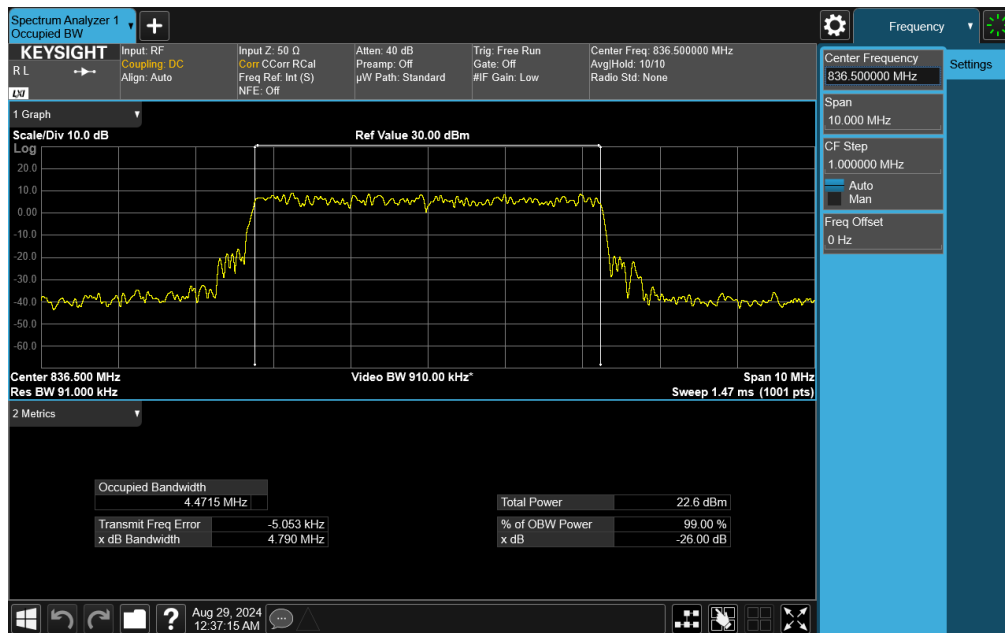 Spectrum Analyzer 1
Occupied BW
Frequency
KEYSIGHT
R L
LXI
Input: RF
Coupling: DC
Align: Auto
Input Z: 50 Ω
Corr CCorr RCal
Freq Ref: Int (S)
NFE: Off
Atten: 40 dB
Preamp: Off
µW Path: Standard
Trig: Free Run
Gate: Off
#IF Gain: Low
Center Freq: 836.500000 MHz
Avg|Hold: 10/10
Radio Std: None
Center Frequency
836.500000 MHz
Settings
Span
10.000 MHz
CF Step
1.000000 MHz
Auto
Man
Freq Offset
0 Hz
1 Graph
Scale/Div 10.0 dB
Ref Value 30.00 dBm
Log
20.0
10.0
0.00
-10.0
-20.0
-30.0
-40.0
-50.0
-60.0
Center 836.500 MHz
Video BW 910.00 kHz*
Span 10 MHz
Res BW 91.000 kHz
Sweep 1.47 ms (1001 pts)
2 Metrics
Occupied Bandwidth
4.4715 MHz
Total Power 22.6 dBm
Transmit Freq Error -5.053 kHz
% of OBW Power 99.00 %
x dB Bandwidth 4.790 MHz
x dB -26.00 dB
Aug 29, 2024
12:37:15 AM